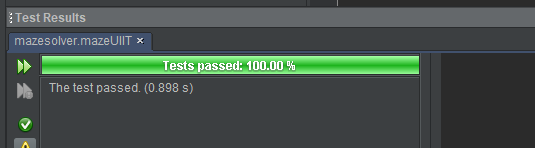 Test Results
mazesolver.mazeUIIT ×
Tests passed: 100.00 %
The test passed. (0.898 s)